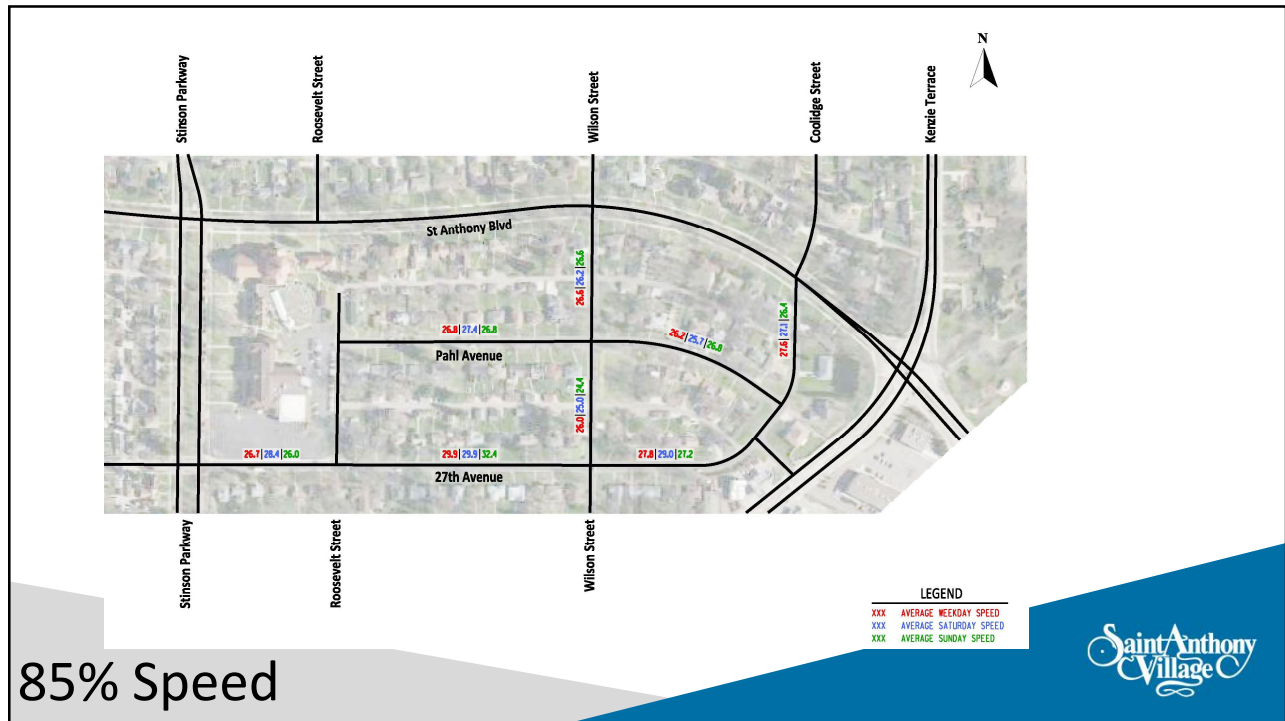 N
Stinson Parkway
Roosevelt Street
Wilson Street
Coolidge Street
Kenzie Terrace
St Anthony Blvd
26.6|26.2|26.6
26.8|27.4|26.8
Pahl Avenue
26.2|25.7|26.8
27.6|27.1|26.4
26.0|25.0|24.4
26.7|28.4|26.0
29.9|29.9|32.4
27.8|29.0|27.2
27th Avenue
Stinson Parkway
Roosevelt Street
Wilson Street
LEGEND
XXX AVERAGE WEEKDAY SPEED
XXX AVERAGE SATURDAY SPEED
XXX AVERAGE SUNDAY SPEED
85% Speed
Saint Anthony
Village